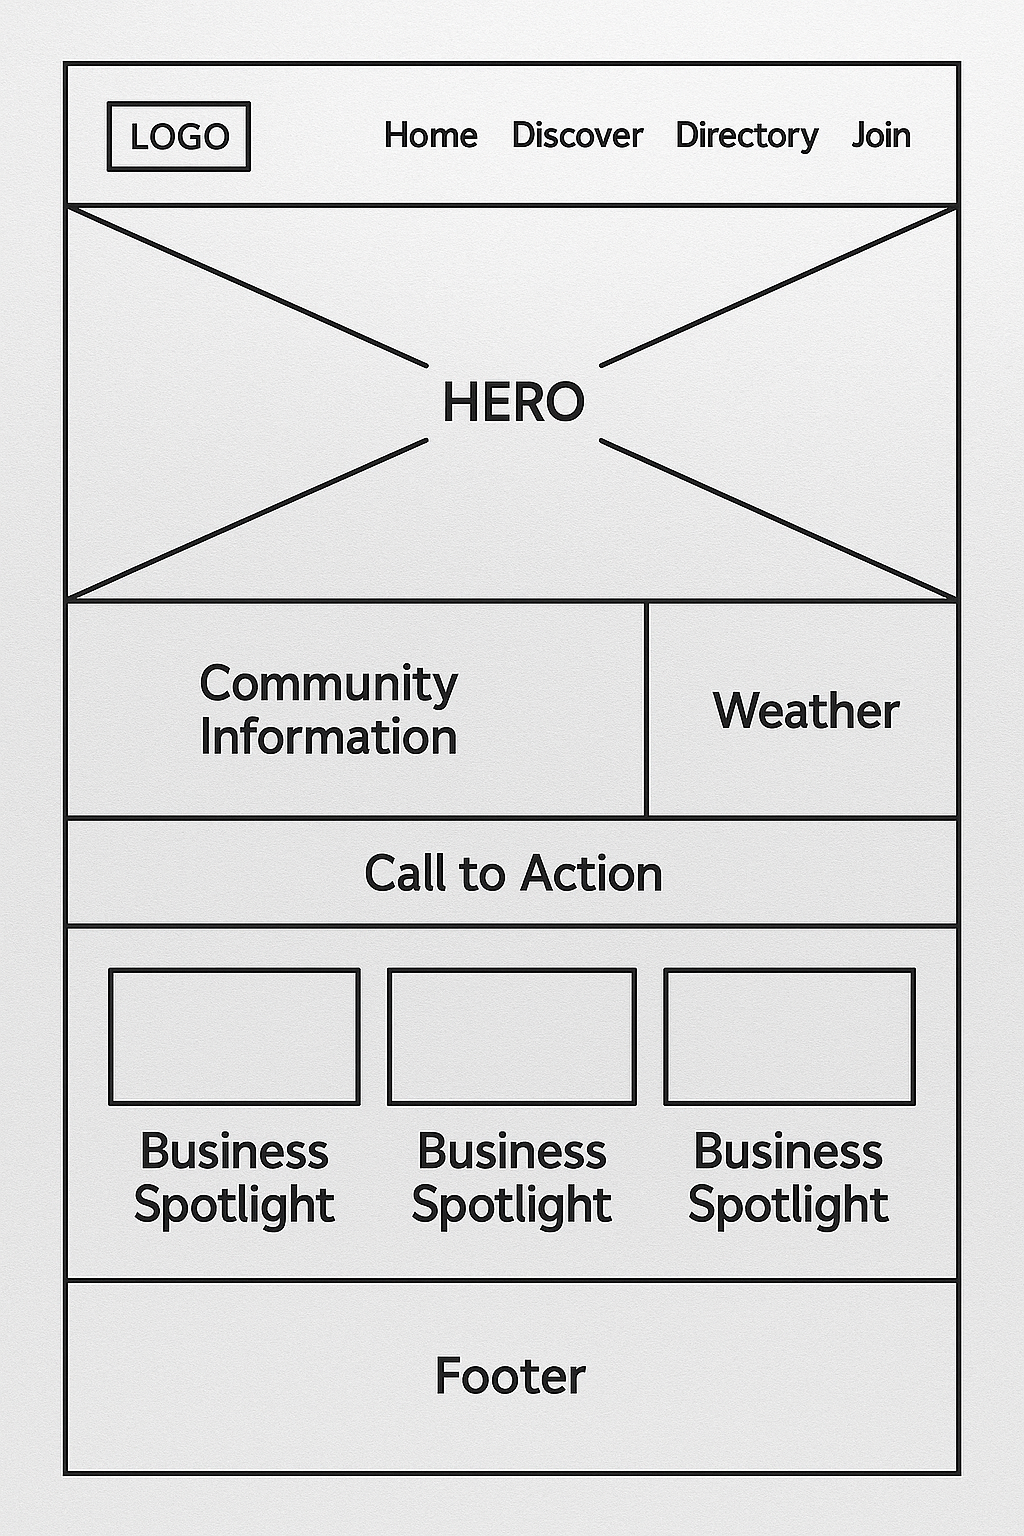 LOGO
Home Discover Directory Join
HERO
Community
Information
Weather
Call to Action
Business
Spotlight
Business
Spotlight
Business
Spotlight
Footer